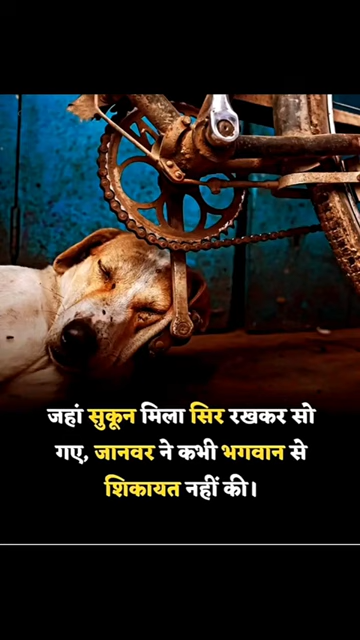 जहां सुकून मिला सिर रखकर सो
गए, जानवर ने कभी भगवान से
शिकायत नहीं की।